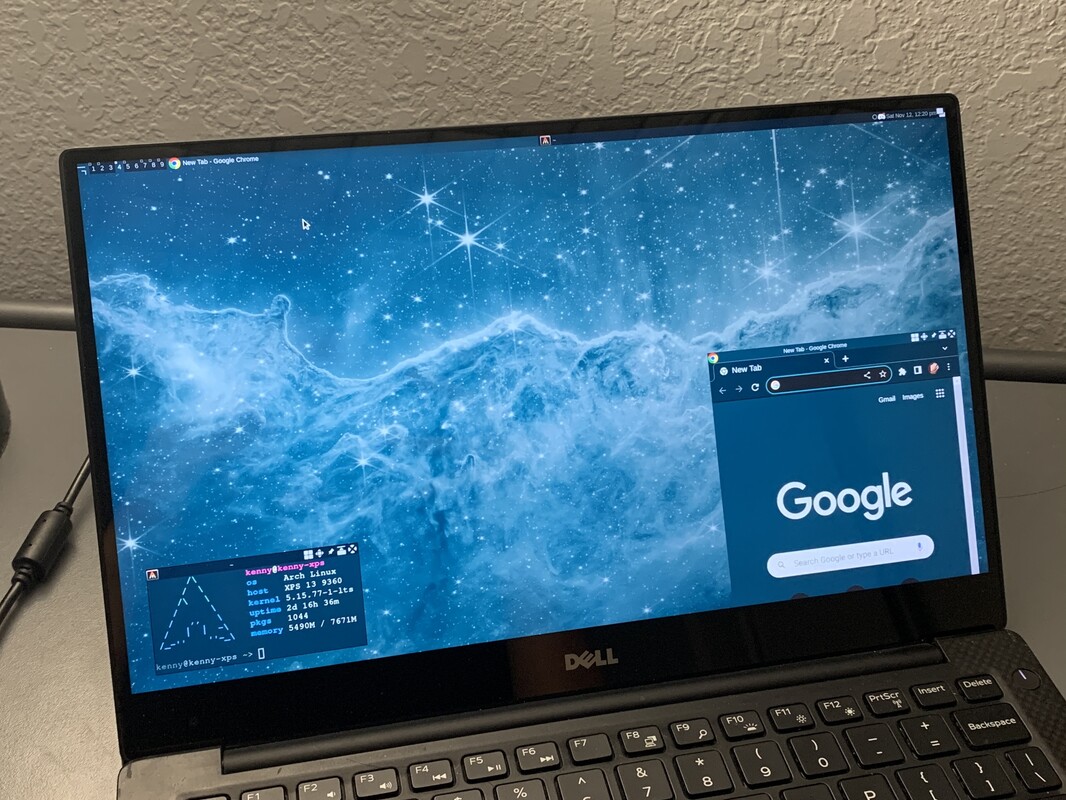 1 2 3 4 5 6 7 8 9 New Tab - Google Chrome
~
Sat Nov 12, 12:20 pm
New Tab - Google Chrome
New Tab
Gmail Images
Google
Search Google or type a URL
~
kenny@kenny-xps
os Arch Linux
host XPS 13 9360
kernel 5.15.77-1-lts
uptime 2d 16h 36m
pkgs 1044
memory 5490M / 7671M
kenny@kenny-xps ~>
DELL
F1 F2 F3 F4 F5 F6 F7 F8 F9 F10 F11 F12 PrtScr Insert Delete
% ^ & 7 * 8 ( 9 ) 0 _ - + = Backspace
P { [ } ] | \